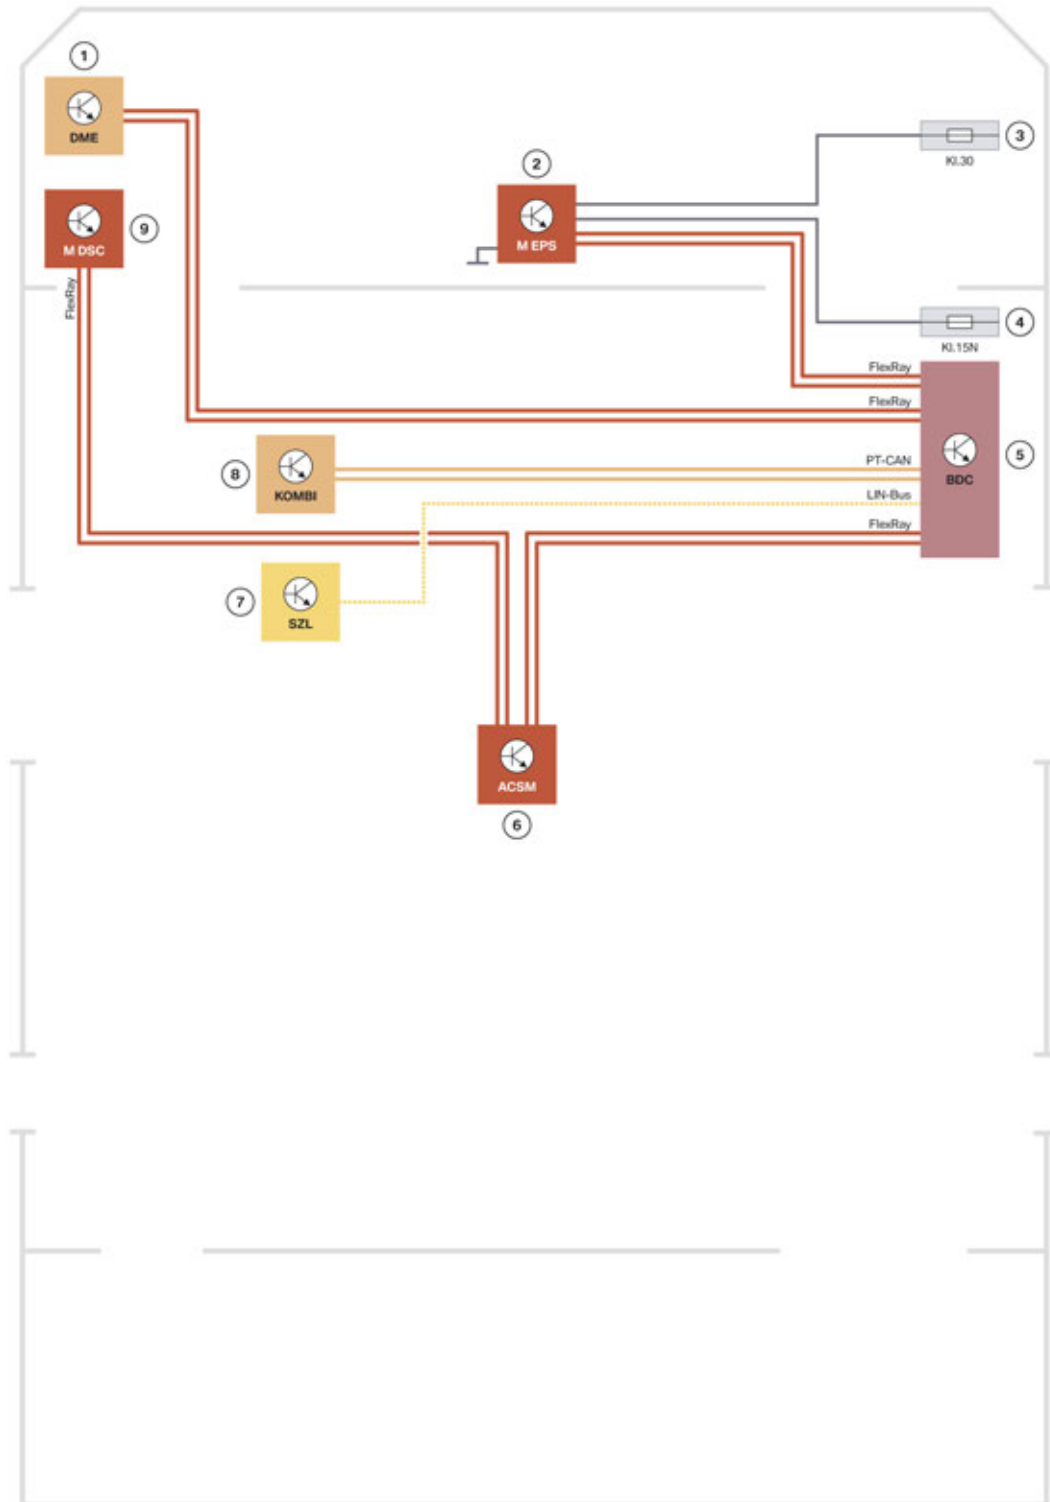 1
DME
M DSC
9
FlexRay
2
M EPS
3
Kl.30
4
Kl.15N
FlexRay
FlexRay
PT-CAN
LIN-Bus
FlexRay
5
BDC
8
KOMBI
7
SZL
ACSM
6